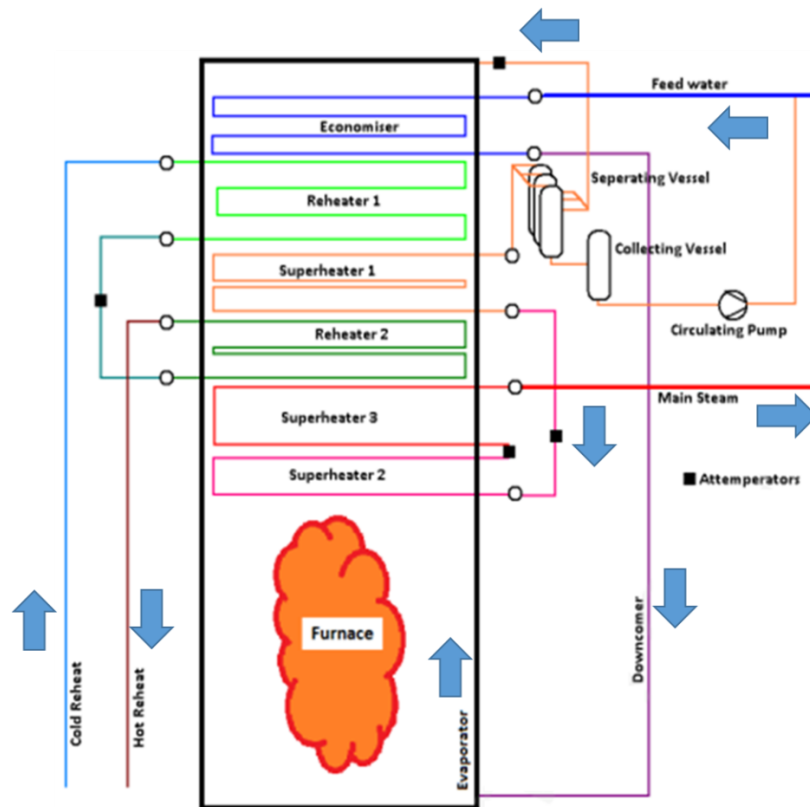 Feed water
Economiser
Seperating Vessel
Reheater 1
Collecting Vessel
Superheater 1
Circulating Pump
Reheater 2
Main Steam
Superheater 3
Superheater 2
Attemperators
Furnace
Downcomer
Cold Reheat
Hot Reheat
Evaporator